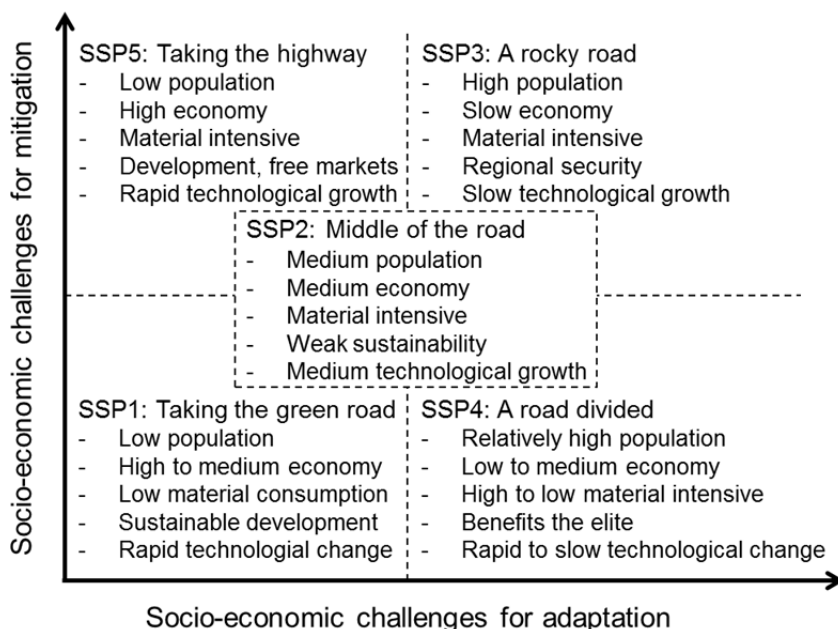 Socio-economic challenges for mitigation
SSP5: Taking the highway
- Low population
- High economy
- Material intensive
- Development, free markets
- Rapid technological growth
SSP3: A rocky road
- High population
- Slow economy
- Material intensive
- Regional security
- Slow technological growth
SSP2: Middle of the road
- Medium population
- Medium economy
- Material intensive
- Weak sustainability
- Medium technological growth
SSP1: Taking the green road
- Low population
- High to medium economy
- Low material consumption
- Sustainable development
- Rapid technologial change
SSP4: A road divided
- Relatively high population
- Low to medium economy
- High to low material intensive
- Benefits the elite
- Rapid to slow technological change
Socio-economic challenges for adaptation